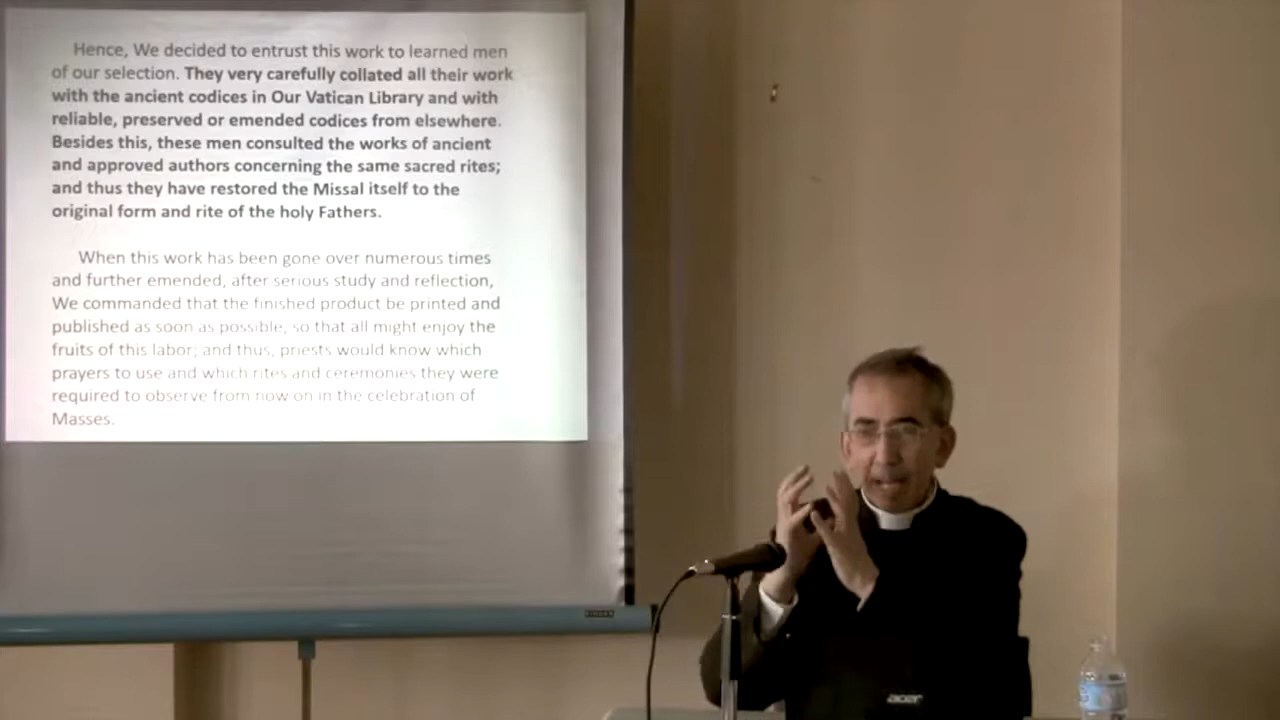 Hence, We decided to entrust this work to learned men
of our selection. They very carefully collated all their work
with the ancient codices in Our Vatican Library and with
reliable, preserved or emended codices from elsewhere.
Besides this, these men consulted the works of ancient
and approved authors concerning the same sacred rites;
and thus they have restored the Missal itself to the
original form and rite of the holy Fathers.
When this work has been gone over numerous times
and further emended, after serious study and reflection,
We commanded that the finished product be printed and
published as soon as possible, so that all might enjoy the
fruits of this labor; and thus, priests would know which
prayers to use and which rites and ceremonies they were
required to observe from now on in the celebration of
Masses.
acer